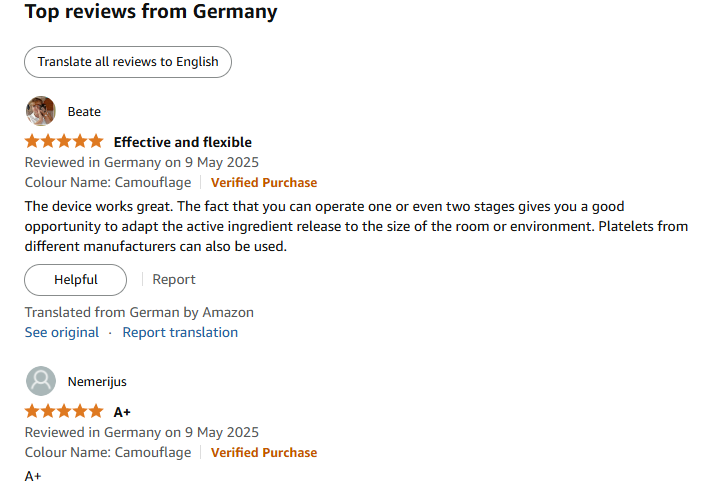 Top reviews from Germany
Translate all reviews to English
Beate
Effective and flexible
Reviewed in Germany on 9 May 2025
Colour Name: Camouflage Verified Purchase
The device works great. The fact that you can operate one or even two stages gives you a good
opportunity to adapt the active ingredient release to the size of the room or environment. Platelets from
different manufacturers can also be used.
Helpful Report
Translated from German by Amazon
See original · Report translation
Nemerijus
A+
Reviewed in Germany on 9 May 2025
Colour Name: Camouflage Verified Purchase
A+